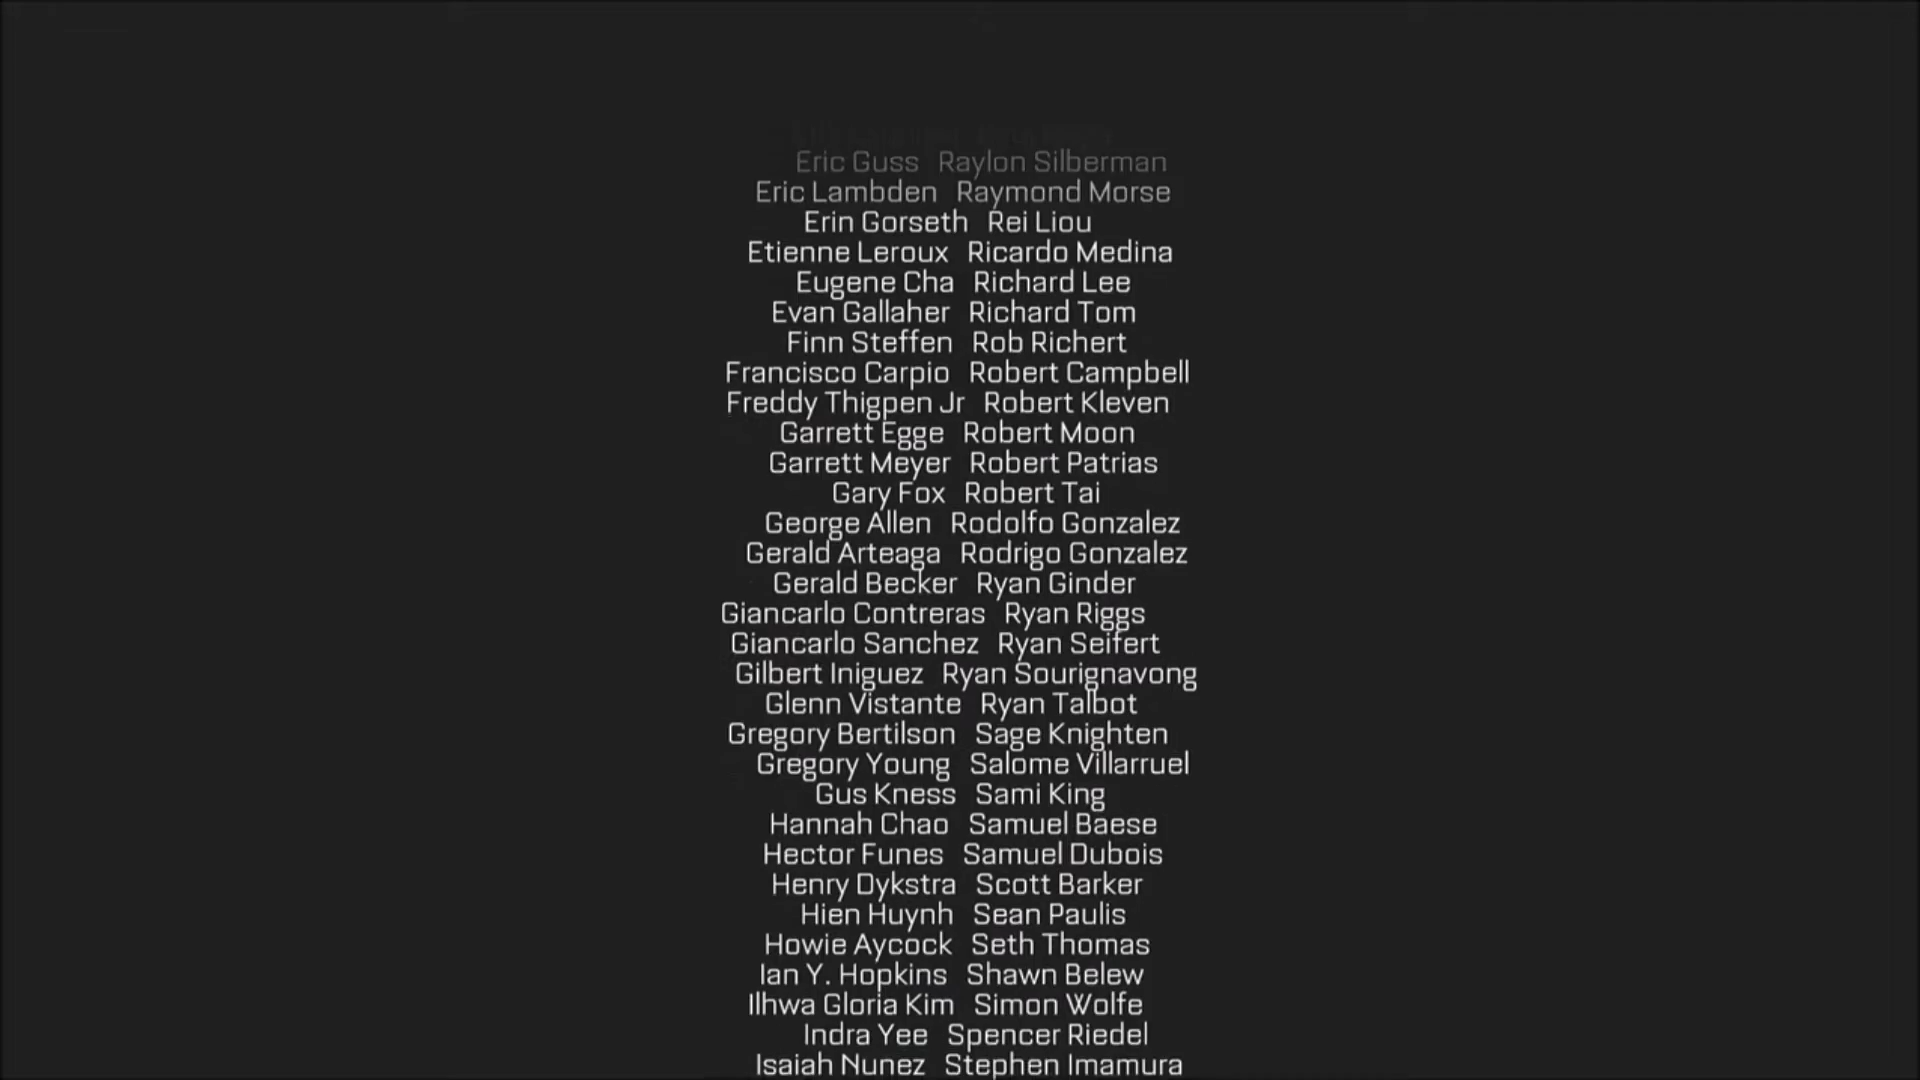 Eric Guss Raylon Silberman
Eric Lambden Raymond Morse
Erin Gorseth Rei Liou
Etienne Leroux Ricardo Medina
Eugene Cha Richard Lee
Evan Gallaher Richard Tom
Finn Steffen Rob Richert
Francisco Carpio Robert Campbell
Freddy Thigpen Jr Robert Kleven
Garrett Egge Robert Moon
Garrett Meyer Robert Patrias
Gary Fox Robert Tai
George Allen Rodolfo Gonzalez
Gerald Arteaga Rodrigo Gonzalez
Gerald Becker Ryan Ginder
Giancarlo Contreras Ryan Riggs
Giancarlo Sanchez Ryan Seifert
Gilbert Iniguez Ryan Sourignavong
Glenn Vistante Ryan Talbot
Gregory Bertilson Sage Knighten
Gregory Young Salome Villarruel
Gus Kness Sami King
Hannah Chao Samuel Baese
Hector Funes Samuel Dubois
Henry Dykstra Scott Barker
Hien Huynh Sean Paulis
Howie Aycock Seth Thomas
Ian Y. Hopkins Shawn Belew
Ilhwa Gloria Kim Simon Wolfe
Indra Yee Spencer Riedel
Isaiah Nunez Stephen Imamura